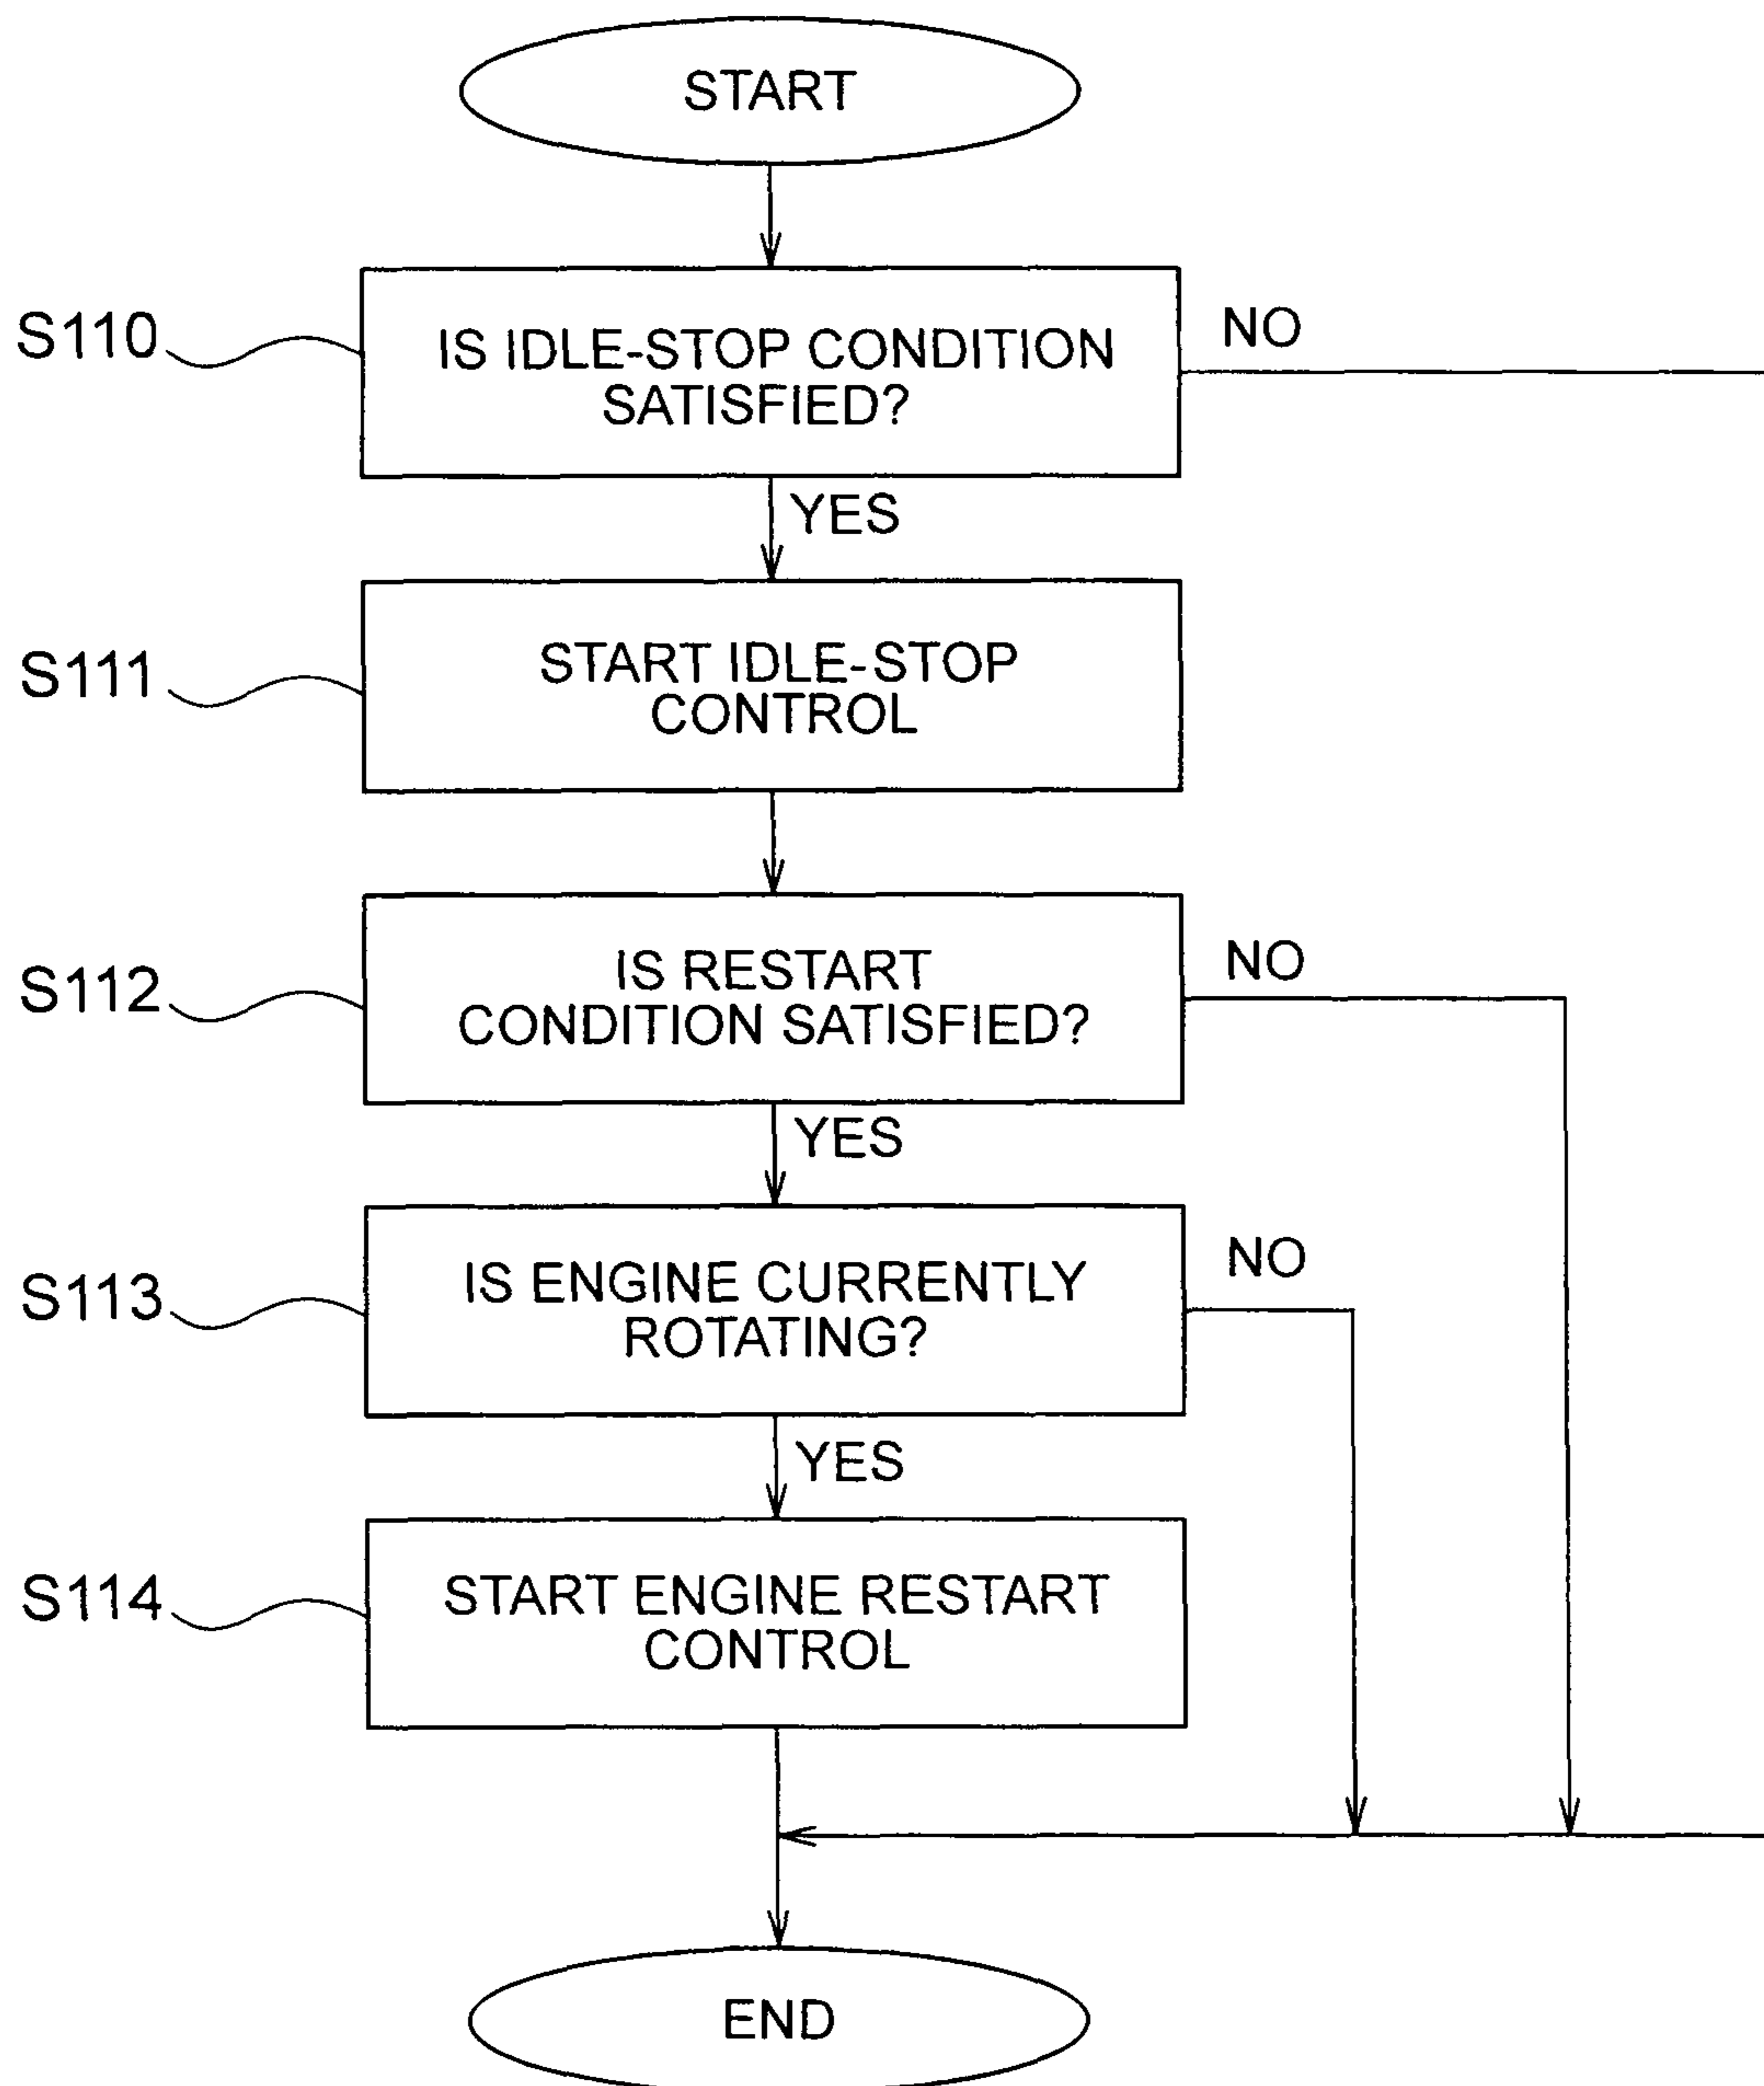 START
S110
IS IDLE-STOP CONDITION
SATISFIED?
NO
YES
S111
START IDLE-STOP
CONTROL
S112
IS RESTART
CONDITION SATISFIED?
NO
YES
S113
IS ENGINE CURRENTLY
ROTATING?
NO
YES
S114
START ENGINE RESTART
CONTROL
END